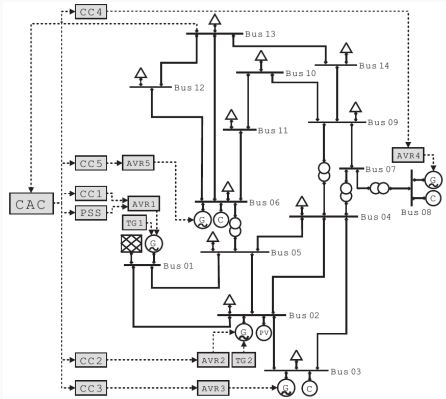 CC4
Bus 13
Bus 14
Bus 10
Bus 12
Bus 09
Bus 11
AVR4
CC5
AVR5
Bus 07
G
CC1
AVR1
C
CAC
PSS
Bus 06
Bus 08
G
C
Bus 04
TG1
G
Bus 05
Bus 01
Bus 02
G
PV
CC2
AVR2
TG2
Bus 03
CC3
AVR3
G
C